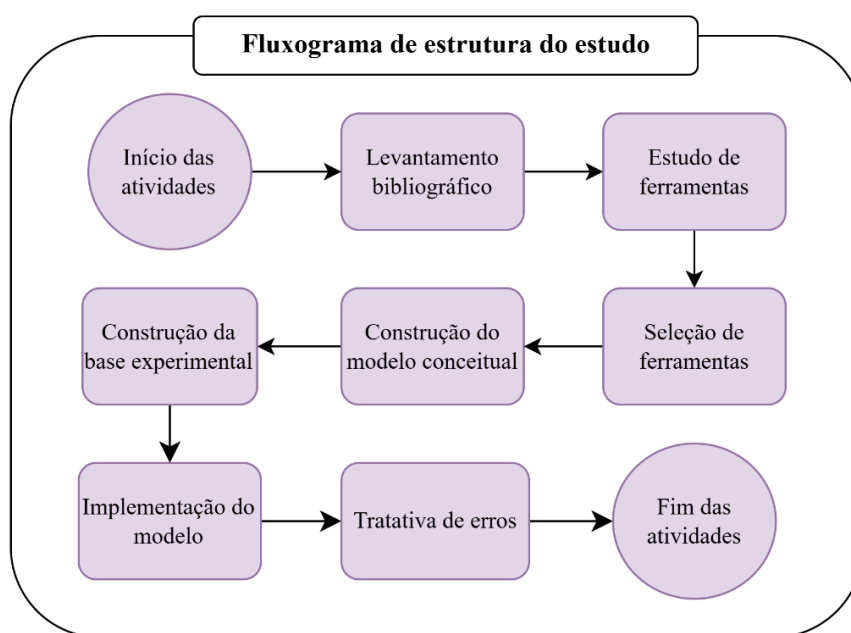 Fluxograma de estrutura do estudo
Início das
atividades
Levantamento
bibliográfico
Estudo de
ferramentas
Seleção de
ferramentas
Construção do
modelo conceitual
Construção da
base experimental
Implementação do
modelo
Tratativa de erros
Fim das
atividades